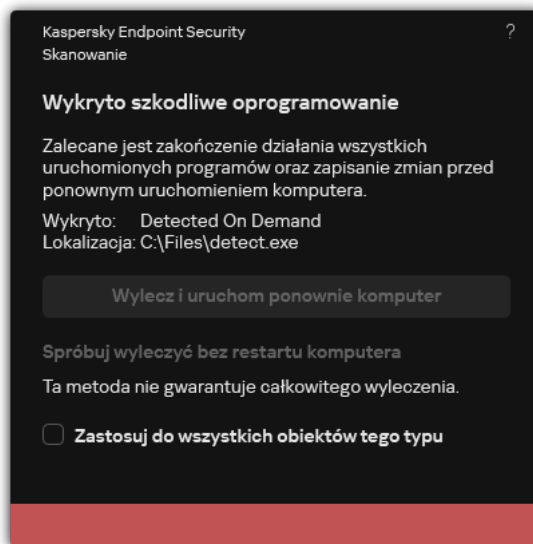 Kaspersky Endpoint Security
?
Skanowanie
Wykryto szkodliwe oprogramowanie
Zalecane jest zakończenie działania wszystkich
uruchomionych programów oraz zapisanie zmian przed
ponownym uruchomieniem komputera.
Wykryto: Detected On Demand
Lokalizacja: C:\Files\detect.exe
Wylecz i uruchom ponownie komputer
Spróbuj wyleczyć bez restartu komputera
Ta metoda nie gwarantuje całkowitego wyleczenia.
Zastosuj do wszystkich obiektów tego typu